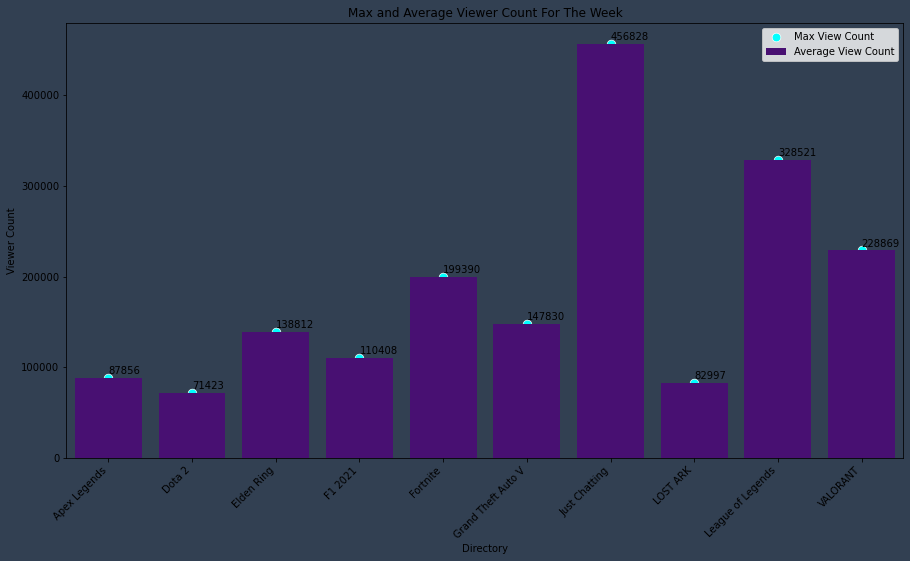 Max and Average Viewer Count For The Week
Max View Count
Average View Count
Viewer Count
400000
300000
200000
100000
0
87856
71423
138812
110408
199390
147830
456828
82997
328521
228869
Apex Legends
Dota 2
Elden Ring
F1 2021
Fortnite
Grand Theft Auto V
Just Chatting
LOST ARK
League of Legends
VALORANT
Directory